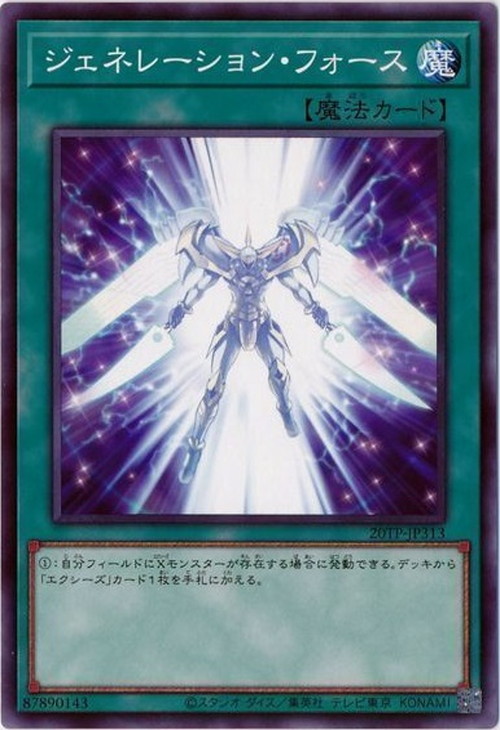 ジェネレーション・フォース 魔
【魔法カード】
20TP-JP313
①：自分フィールドにXモンスターが存在する場合に発動できる。デッキから
「エクシーズ」カード1枚を手札に加える。
87890143 ©スタジオ・ダイス／集英社 テレビ東京 KONAMI